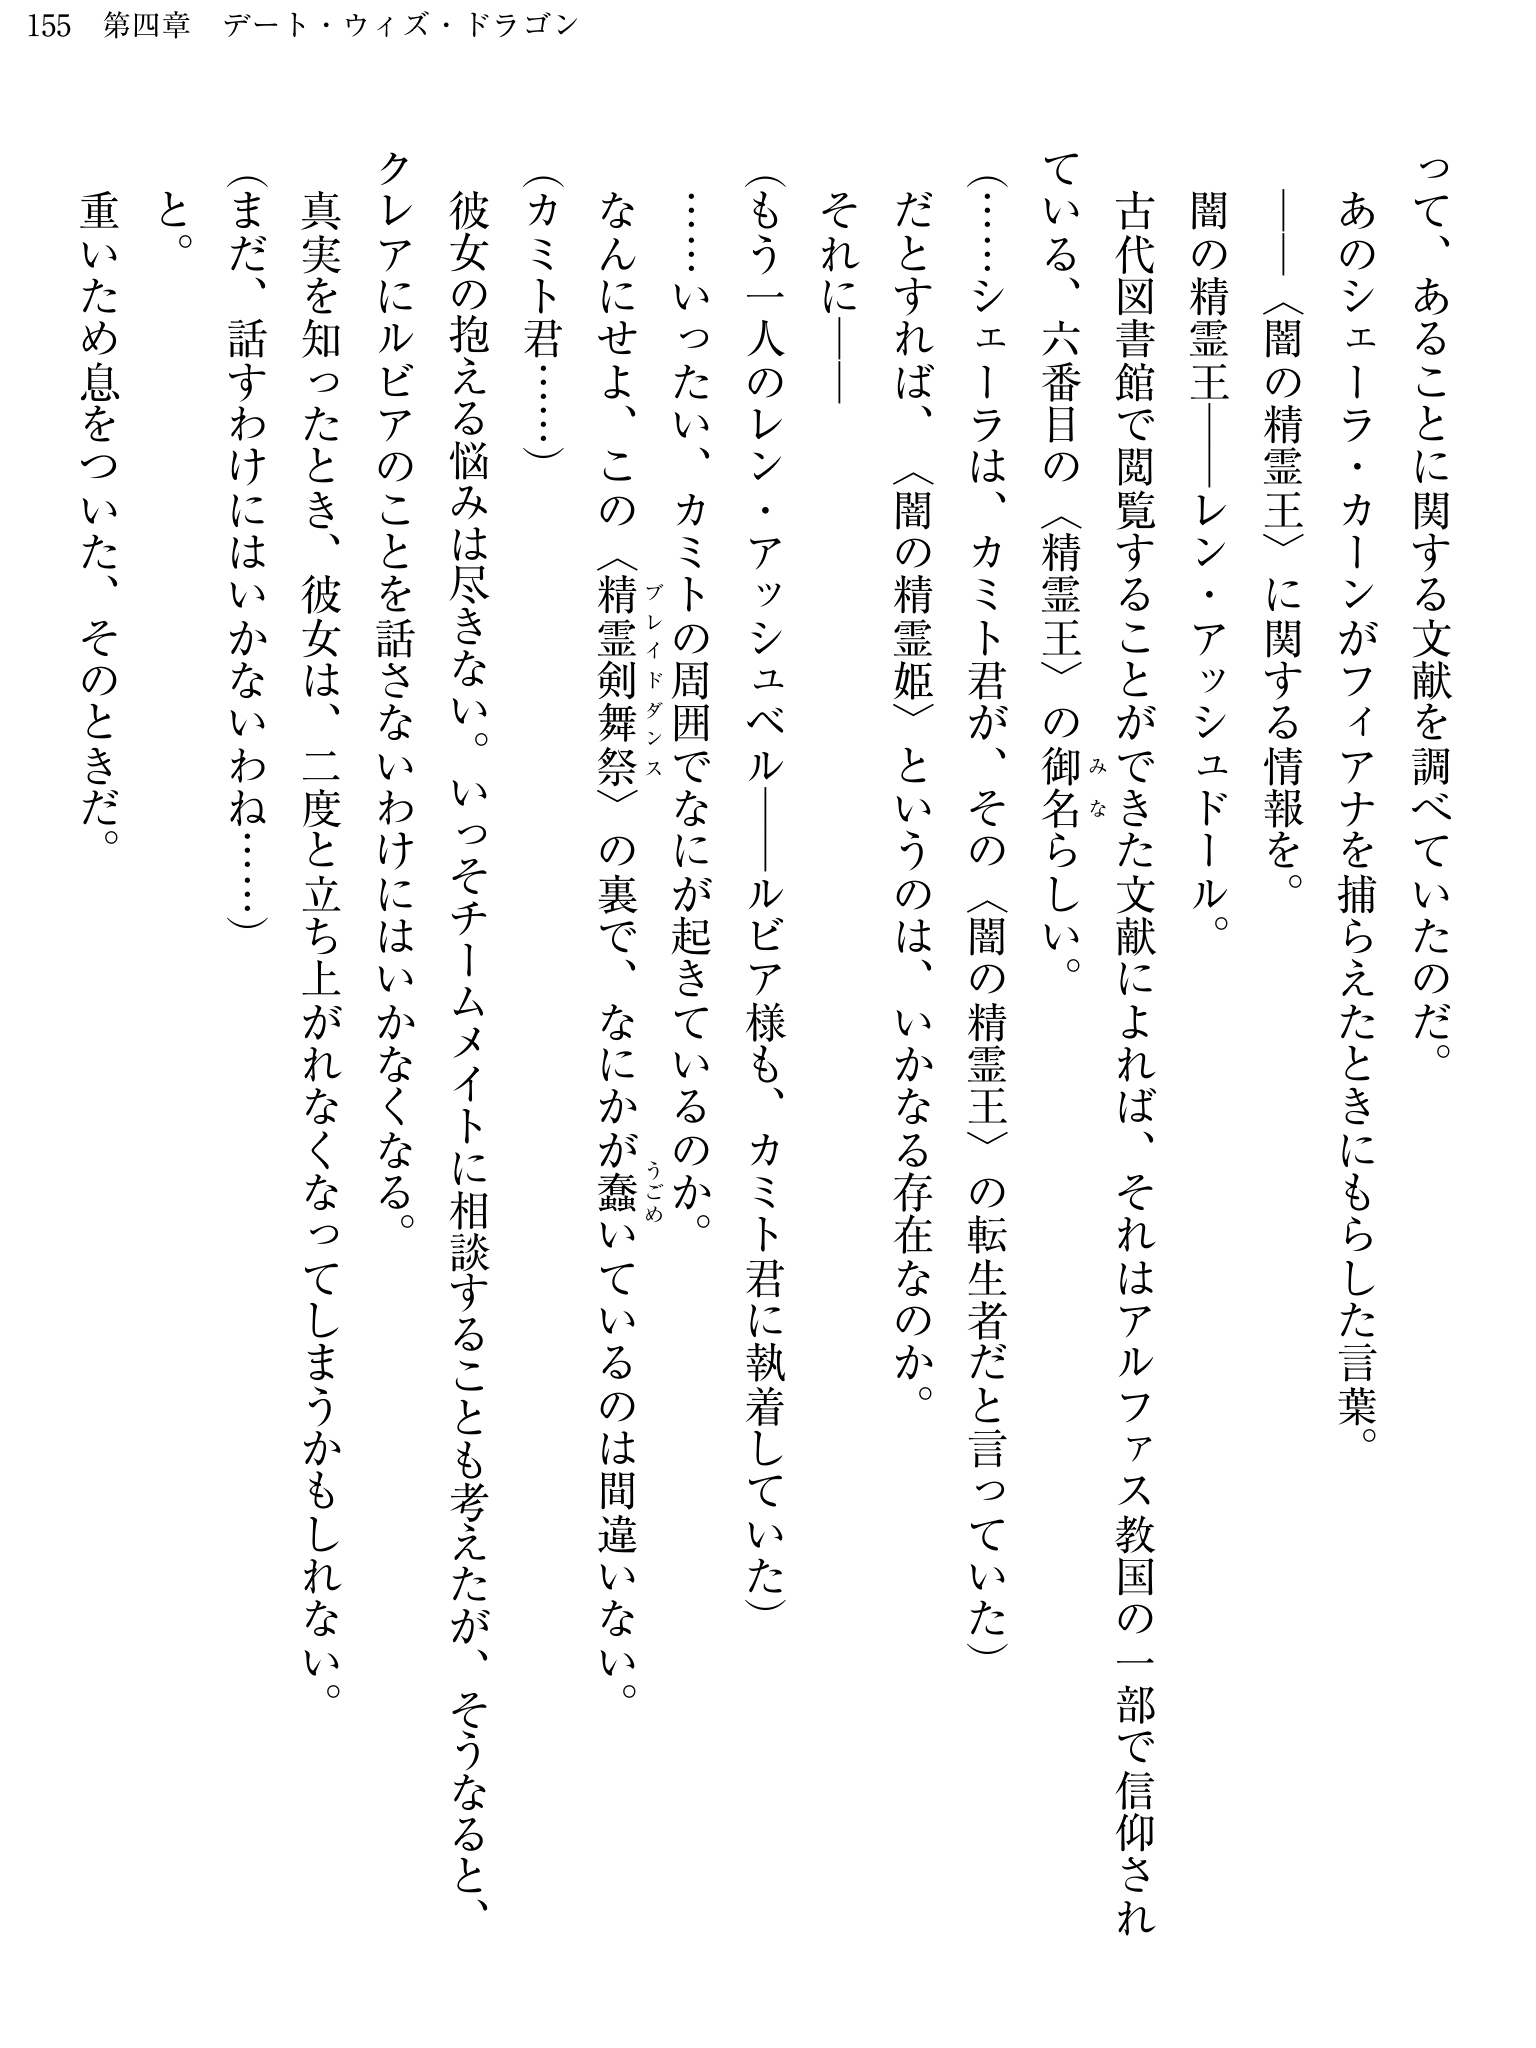 155 第四章 デート・ウィズ・ドラゴン
って、あることに関する文献を調べていたのだ。
あのシェーラ・カーンがフィアナを捕らえたときにもらした言葉。
――〈闇の精霊王〉に関する情報を。
闇の精霊王――レン・アッシュドール。
古代図書館で閲覧することができた文献によれば、それはアルファス教国の一部で信仰され
ている、六番目の〈精霊王〉の御名らしい。
みな
(……シェーラは、カミト君が、その〈闇の精霊王〉の転生者だと言っていた)
だとすれば、〈闇の精霊姫〉というのは、いかなる存在なのか。
それに――
(もう一人のレン・アッシュベル――ルビア様も、カミト君に執着していた)
……いったい、カミトの周囲でなにが起きているのか。
なんにせよ、この〈精霊剣舞祭〉の裏で、なにかが蠢いているのは間違いない。
ブレイドダンス
うごめ
(カミト君……)
彼女の抱える悩みは尽きない。いっそチームメイトに相談することも考えたが、そうなると、
クレアにルビアのことを話さないわけにはいかなくなる。
真実を知ったとき、彼女は、二度と立ち上がれなくなってしまうかもしれない。
(まだ、話すわけにはいかないわね……)
と。
重いため息をついた、そのときだ。